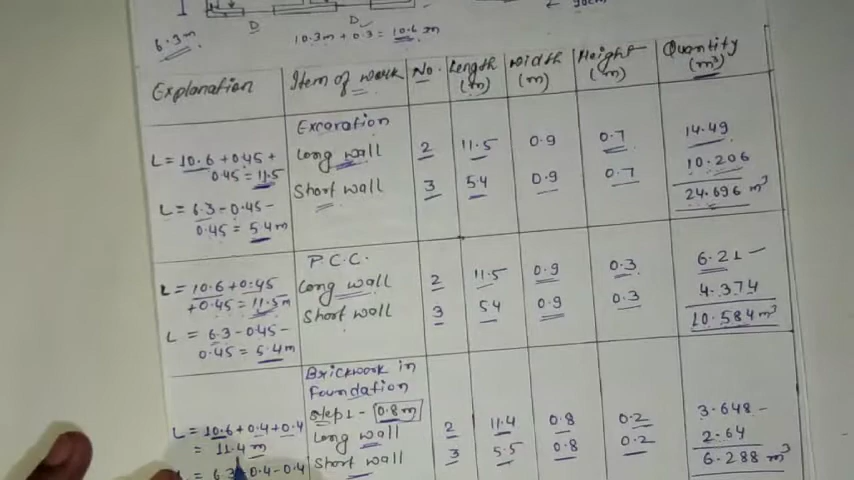 D
D
90cm
6.3m
10.3m + 0.3 = 10.6 m
Explanation Item of work No. Length (m) Width (m) Height (m) Quantity (m³)
Excavation
L = 10.6 + 0.45 + Long wall 2 11.5 0.9 0.7 14.49
0.45 = 11.5
Short wall 3 5.4 0.9 0.7 10.206
L = 6.3 - 0.45 - 24.696 m³
0.45 = 5.4m
P.C.C.
L = 10.6 + 0.45 Long wall 2 11.5 0.9 0.3 6.21
+ 0.45 = 11.5m
Short wall 3 5.4 0.9 0.3 4.374
L = 6.3 - 0.45 - 10.584 m³
0.45 = 5.4m
Brickwork in
Foundation
Step 1 - 0.8m
L = 10.6 + 0.4 + 0.4 Long wall 2 11.4 0.8 0.2 3.648
= 11.4 m
Short wall 3 5.5 0.8 0.2 2.64
= 6.3 - 0.4 - 0.4 6.288 m³